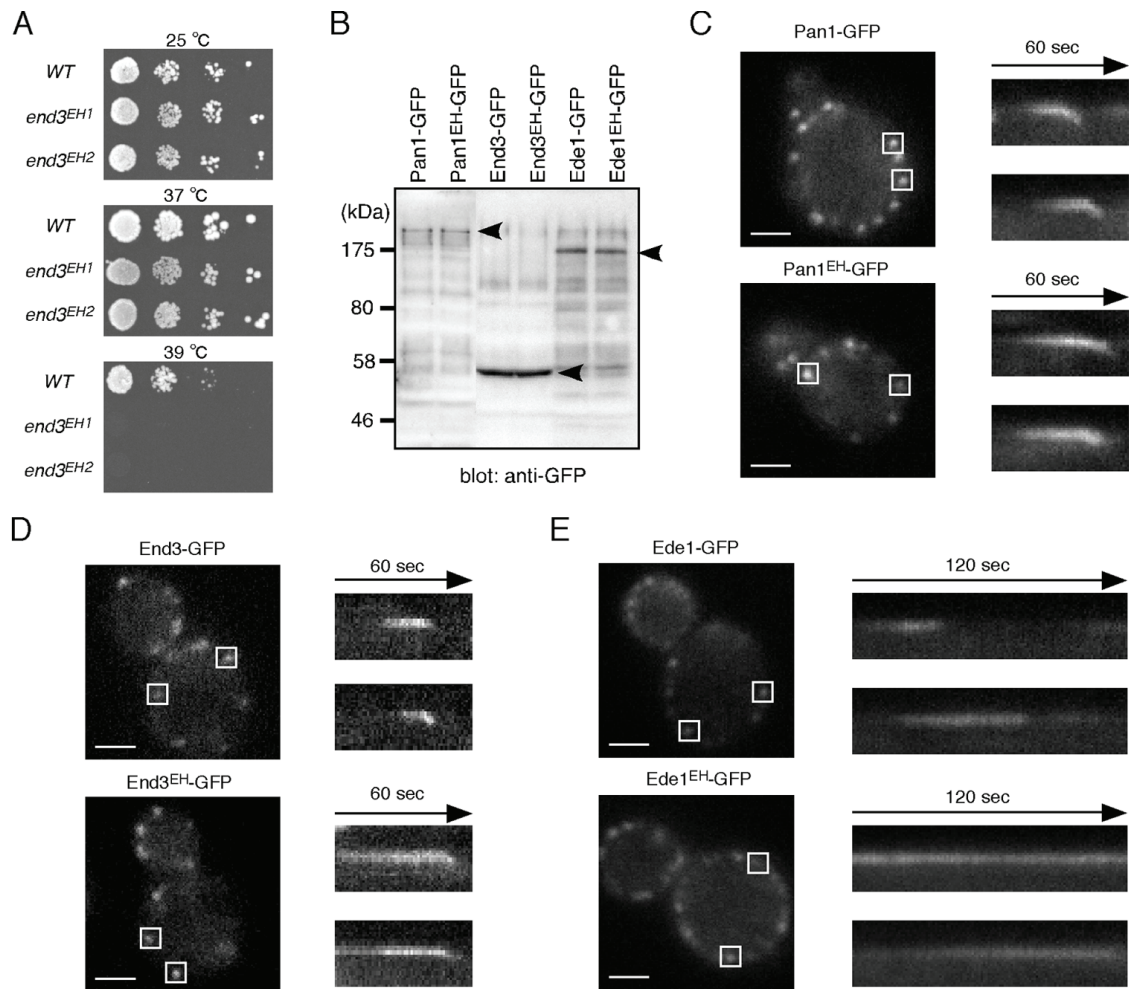 A
25 °C
WT
end3EH1
end3EH2
37 °C
WT
end3EH1
end3EH2
39 °C
WT
end3EH1
end3EH2
B
Pan1-GFP
Pan1EH-GFP
End3-GFP
End3EH-GFP
Ede1-GFP
Ede1EH-GFP
(kDa)
175
80
58
46
blot: anti-GFP
C
Pan1-GFP
60 sec
Pan1EH-GFP
60 sec
D
End3-GFP
60 sec
End3EH-GFP
60 sec
E
Ede1-GFP
120 sec
Ede1EH-GFP
120 sec